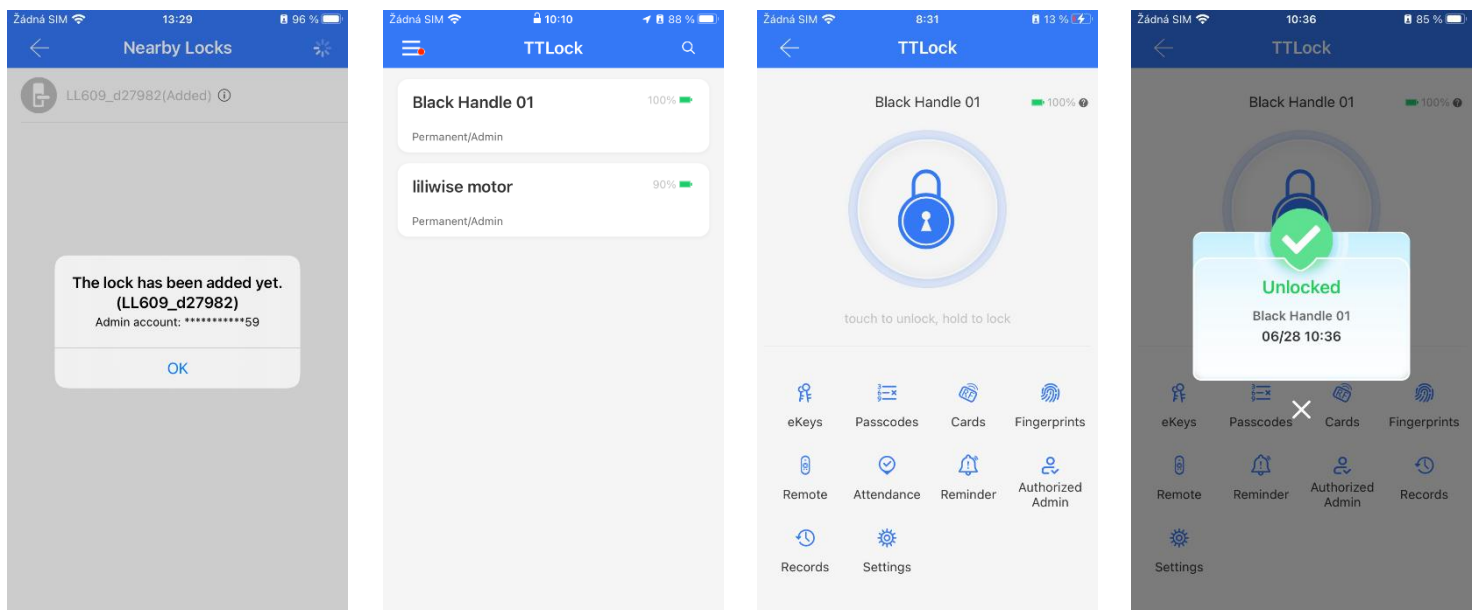 Žádná SIM 13:29 96 %
Nearby Locks
LL609_d27982(Added)
The lock has been added yet.
(LL609_d27982)
Admin account: ***********59
OK
Žádná SIM 10:10 88 %
TTLock
Black Handle 01 100%
Permanent/Admin
liliwise motor 90%
Permanent/Admin
Žádná SIM 8:31 13 %
TTLock
Black Handle 01 100%
touch to unlock, hold to lock
eKeys Passcodes Cards Fingerprints
Remote Attendance Reminder Authorized
Admin
Records Settings
Žádná SIM 10:36 85 %
TTLock
Black Handle 01 100%
Unlocked
Black Handle 01
06/28 10:36
eKeys Passcodes Cards Fingerprints
Remote Reminder Authorized
Admin Records
Settings